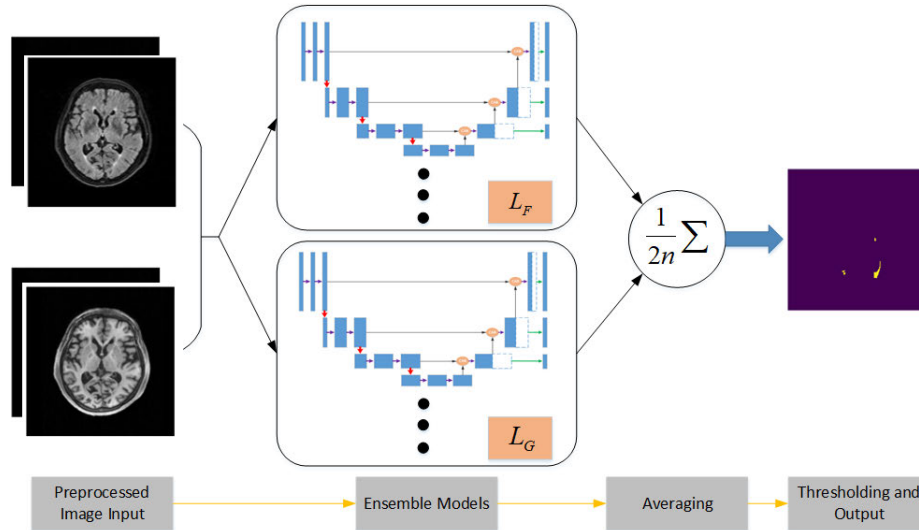 L_F
1/2n ∑
L_G
Preprocessed
Image Input
Ensemble Models
Averaging
Thresholding and
Output